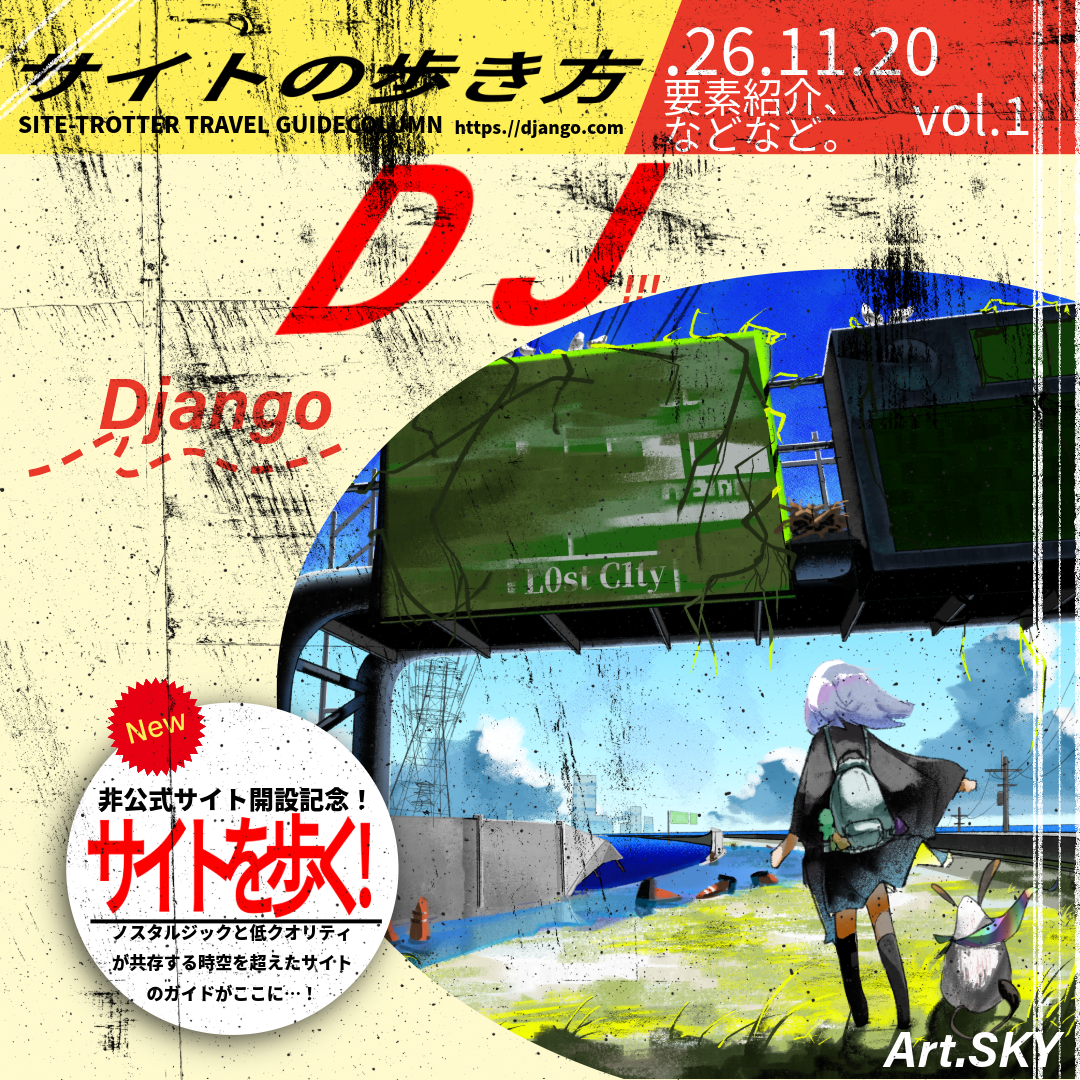 サイトの歩き方
SITE-TROTTER TRAVEL GUIDECOLUMN
https://django.com
.26.11.20
要素紹介、
などなど。
vol.1
DJ
!!!
Django
L0st C1ty
New
非公式サイト開設記念！
サイトを歩く!
ノスタルジックと低クオリティ
が共存する時空を超えたサイト
のガイドがここに…！
Art.SKY